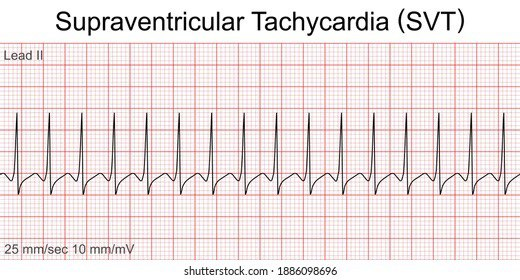 Supraventricular Tachycardia (SVT)
Lead II
25 mm/sec 10 mm/mV
shutterstock.com · 1886098696